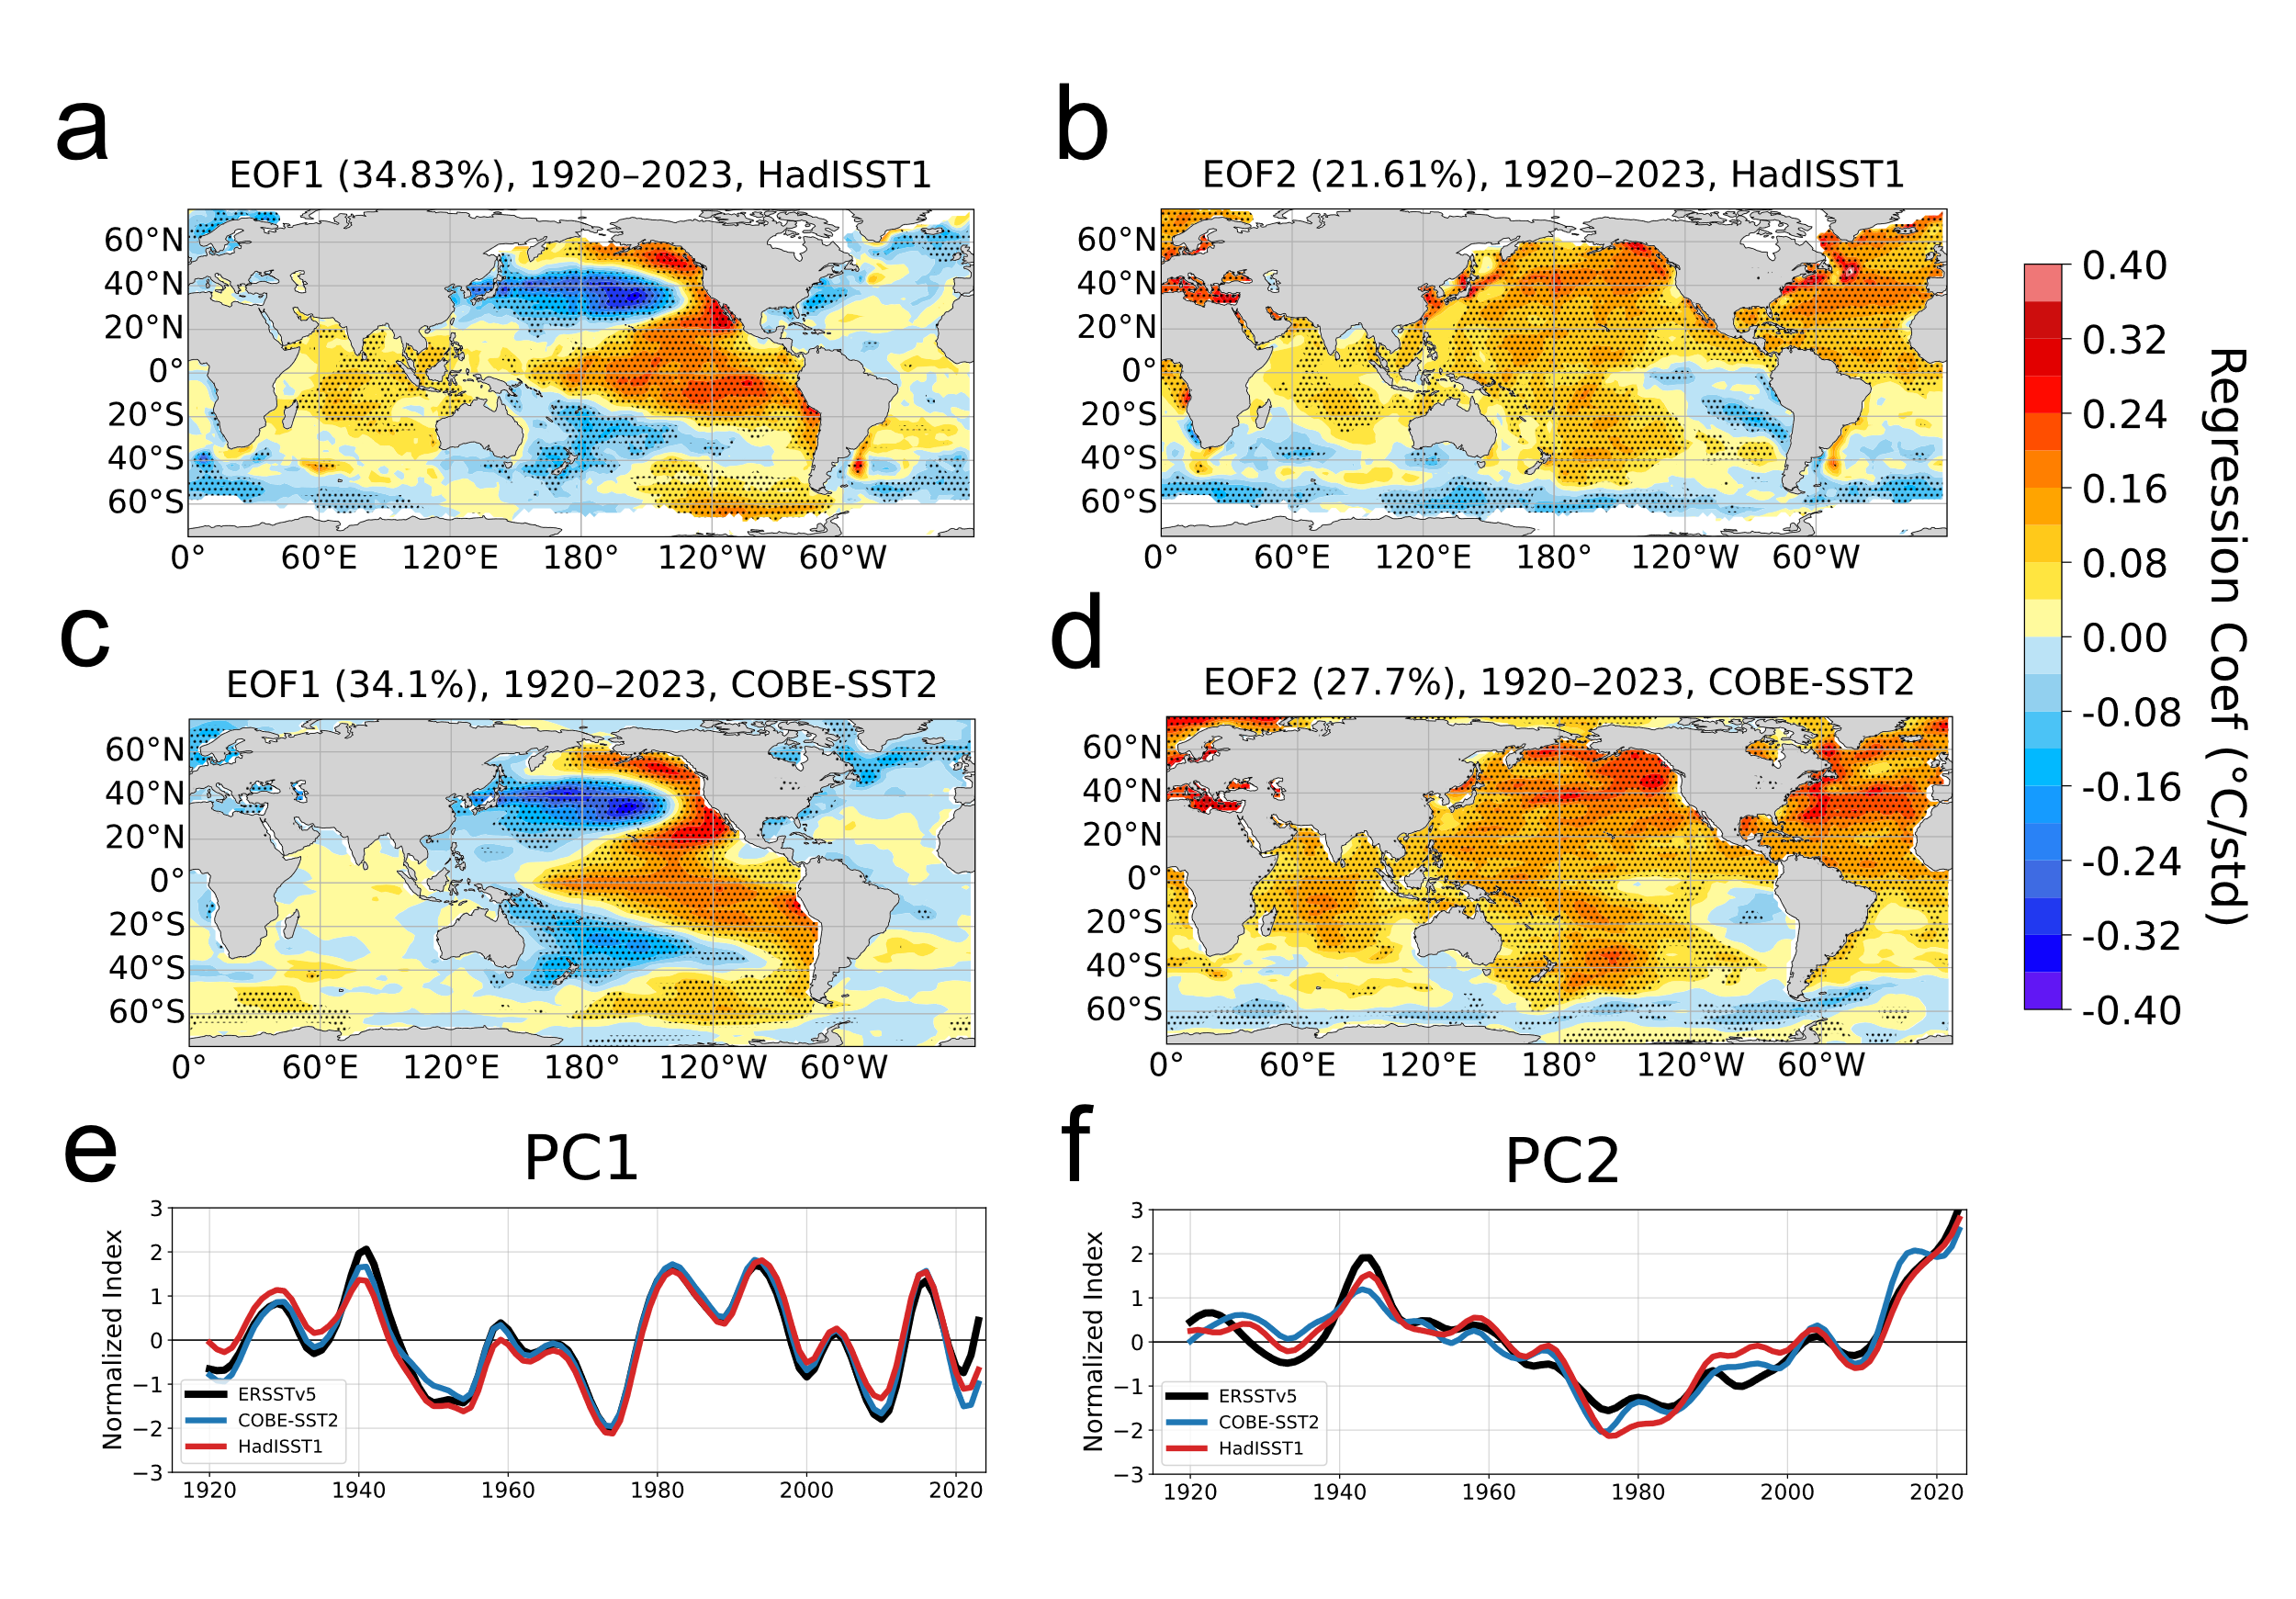 a
EOF1 (34.83%), 1920–2023, HadISST1
60°N
40°N
20°N
0°
20°S
40°S
60°S
0° 60°E 120°E 180° 120°W 60°W
b
EOF2 (21.61%), 1920–2023, HadISST1
60°N
40°N
20°N
0°
20°S
40°S
60°S
0° 60°E 120°E 180° 120°W 60°W
c
EOF1 (34.1%), 1920–2023, COBE-SST2
60°N
40°N
20°N
0°
20°S
40°S
60°S
0° 60°E 120°E 180° 120°W 60°W
d
EOF2 (27.7%), 1920–2023, COBE-SST2
60°N
40°N
20°N
0°
20°S
40°S
60°S
0° 60°E 120°E 180° 120°W 60°W
0.40
0.32
0.24
0.16
0.08
0.00
-0.08
-0.16
-0.24
-0.32
-0.40
Regression Coef (°C/std)
e
PC1
Normalized Index
3
2
1
0
−1
−2
−3
ERSSTv5
COBE-SST2
HadISST1
1920 1940 1960 1980 2000 2020
f
PC2
Normalized Index
3
2
1
0
−1
−2
−3
ERSSTv5
COBE-SST2
HadISST1
1920 1940 1960 1980 2000 2020